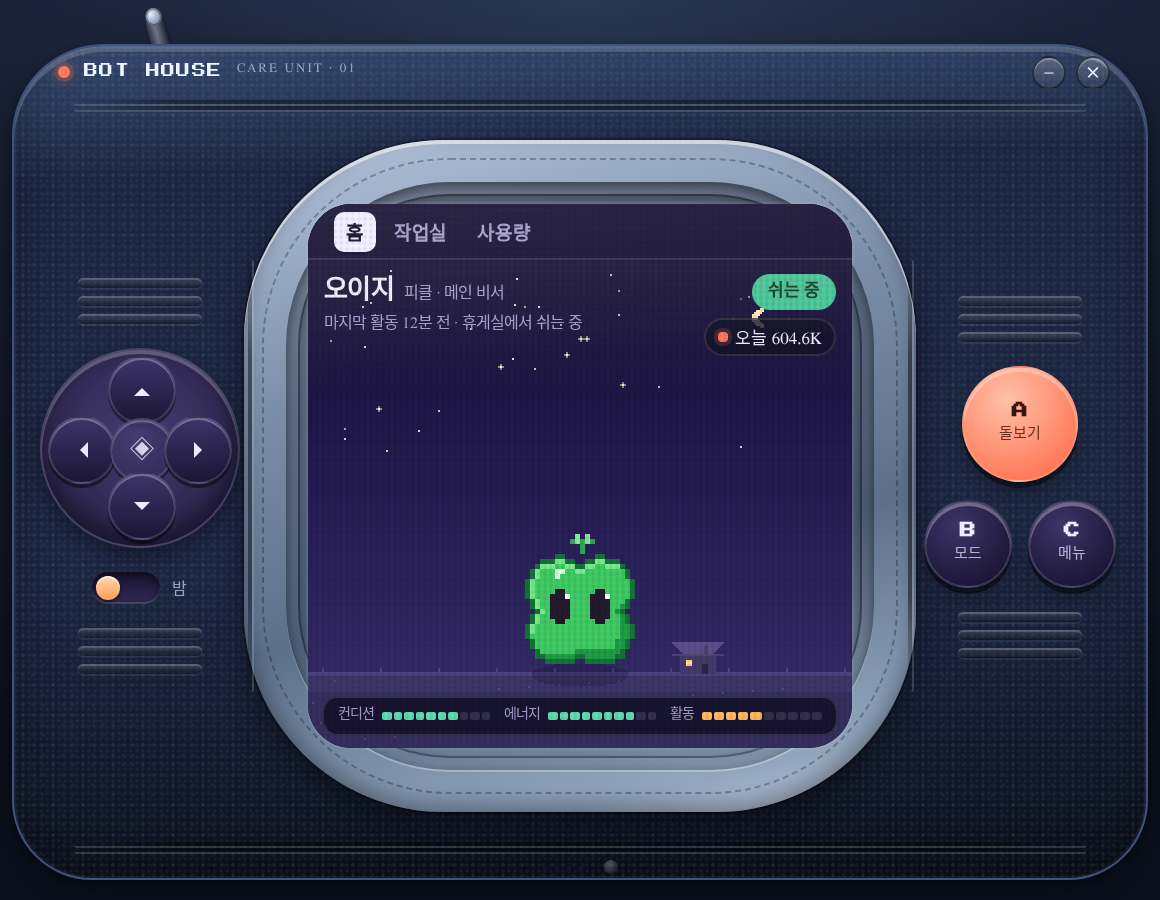 BOT HOUSE CARE UNIT · 01
홈 작업실 사용량
오이지 피클 · 메인 비서
쉬는 중
마지막 활동 12분 전 · 휴게실에서 쉬는 중
오늘 604.6K
A
돌보기
B
모드
C
메뉴
밤
컨디션 에너지 활동